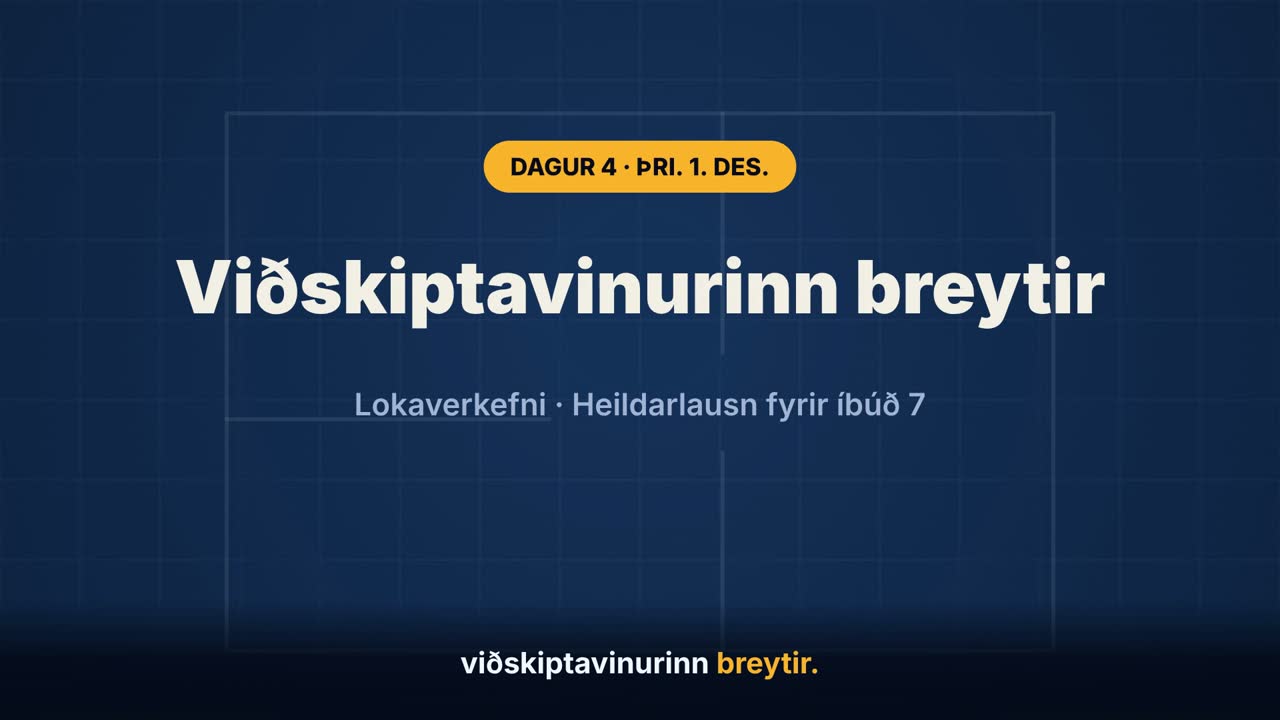 DAGUR 4 · ÞRI. 1. DES.
Viðskiptavinurinn breytir
Lokaverkefni · Heildarlausn fyrir íbúð 7
viðskiptavinurinn breytir.